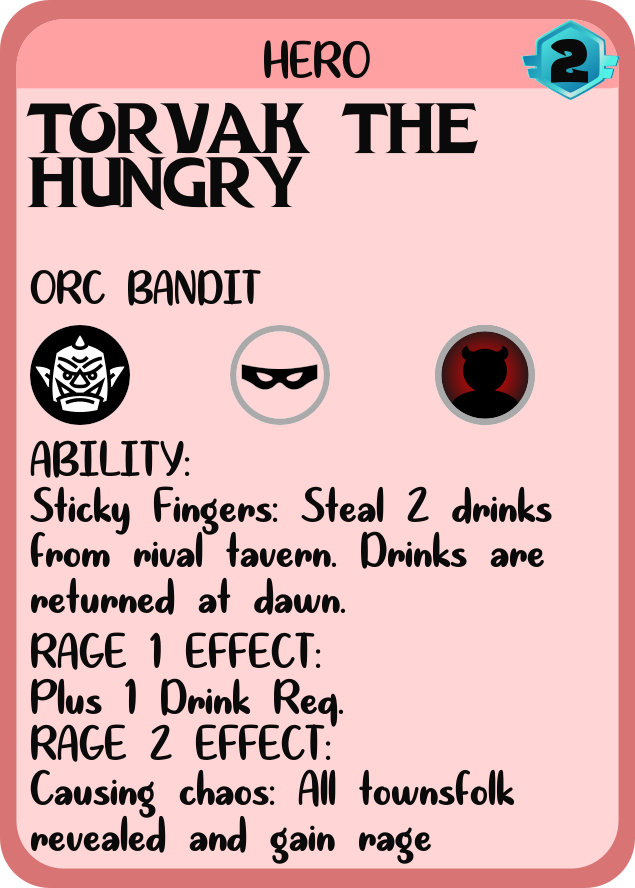 HERO
2
TORVAK THE
HUNGRY
ORC BANDIT
ABILITY:
Sticky Fingers: Steal 2 drinks
from rival tavern. Drinks are
returned at dawn.
RAGE 1 EFFECT:
Plus 1 Drink Req.
RAGE 2 EFFECT:
Causing chaos: All townsfolk
revealed and gain rage